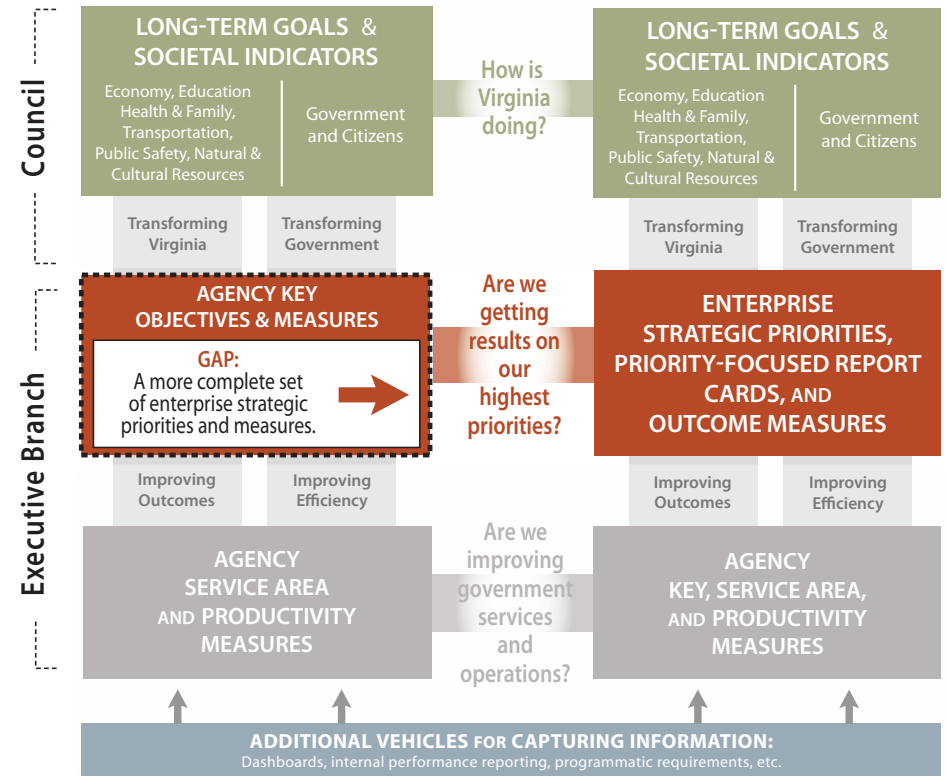 Council
LONG-TERM GOALS &
SOCIETAL INDICATORS
Economy, Education
Health & Family,
Transportation,
Public Safety, Natural &
Cultural Resources
Government
and Citizens
How is
Virginia
doing?
LONG-TERM GOALS &
SOCIETAL INDICATORS
Economy, Education
Health & Family,
Transportation,
Public Safety, Natural &
Cultural Resources
Government
and Citizens
Transforming
Virginia
Transforming
Government
Transforming
Virginia
Transforming
Government
Executive Branch
AGENCY KEY
OBJECTIVES & MEASURES
GAP:
A more complete set
of enterprise strategic
priorities and measures.
Are we
getting
results on
our
highest
priorities?
ENTERPRISE
STRATEGIC PRIORITIES,
PRIORITY-FOCUSED REPORT
CARDS, AND
OUTCOME MEASURES
Improving
Outcomes
Improving
Efficiency
Improving
Outcomes
Improving
Efficiency
AGENCY
SERVICE AREA
AND PRODUCTIVITY
MEASURES
Are we
improving
government
services
and
operations?
AGENCY
KEY, SERVICE AREA,
AND PRODUCTIVITY
MEASURES
ADDITIONAL VEHICLES FOR CAPTURING INFORMATION:
Dashboards, internal performance reporting, programmatic requirements, etc.